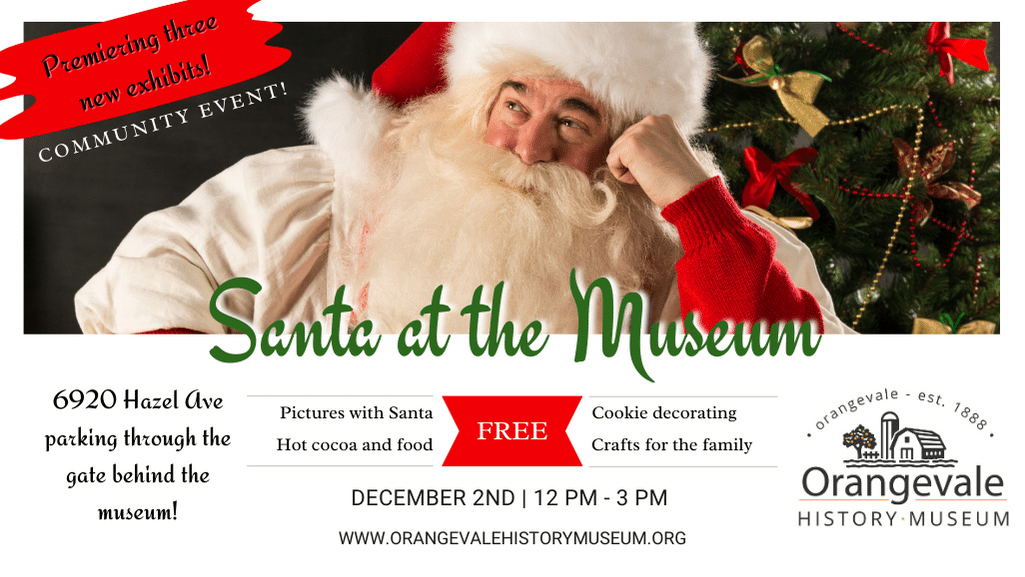 Premiering three
new exhibits!
COMMUNITY EVENT!
Santa at the Museum
6920 Hazel Ave
parking through the
gate behind the
museum!
Pictures with Santa
Hot cocoa and food
FREE
Cookie decorating
Crafts for the family
DECEMBER 2ND | 12 PM - 3 PM
WWW.ORANGEVALEHISTORYMUSEUM.ORG
• orangevale - est. 1888 •
Orangevale
HISTORY·MUSEUM